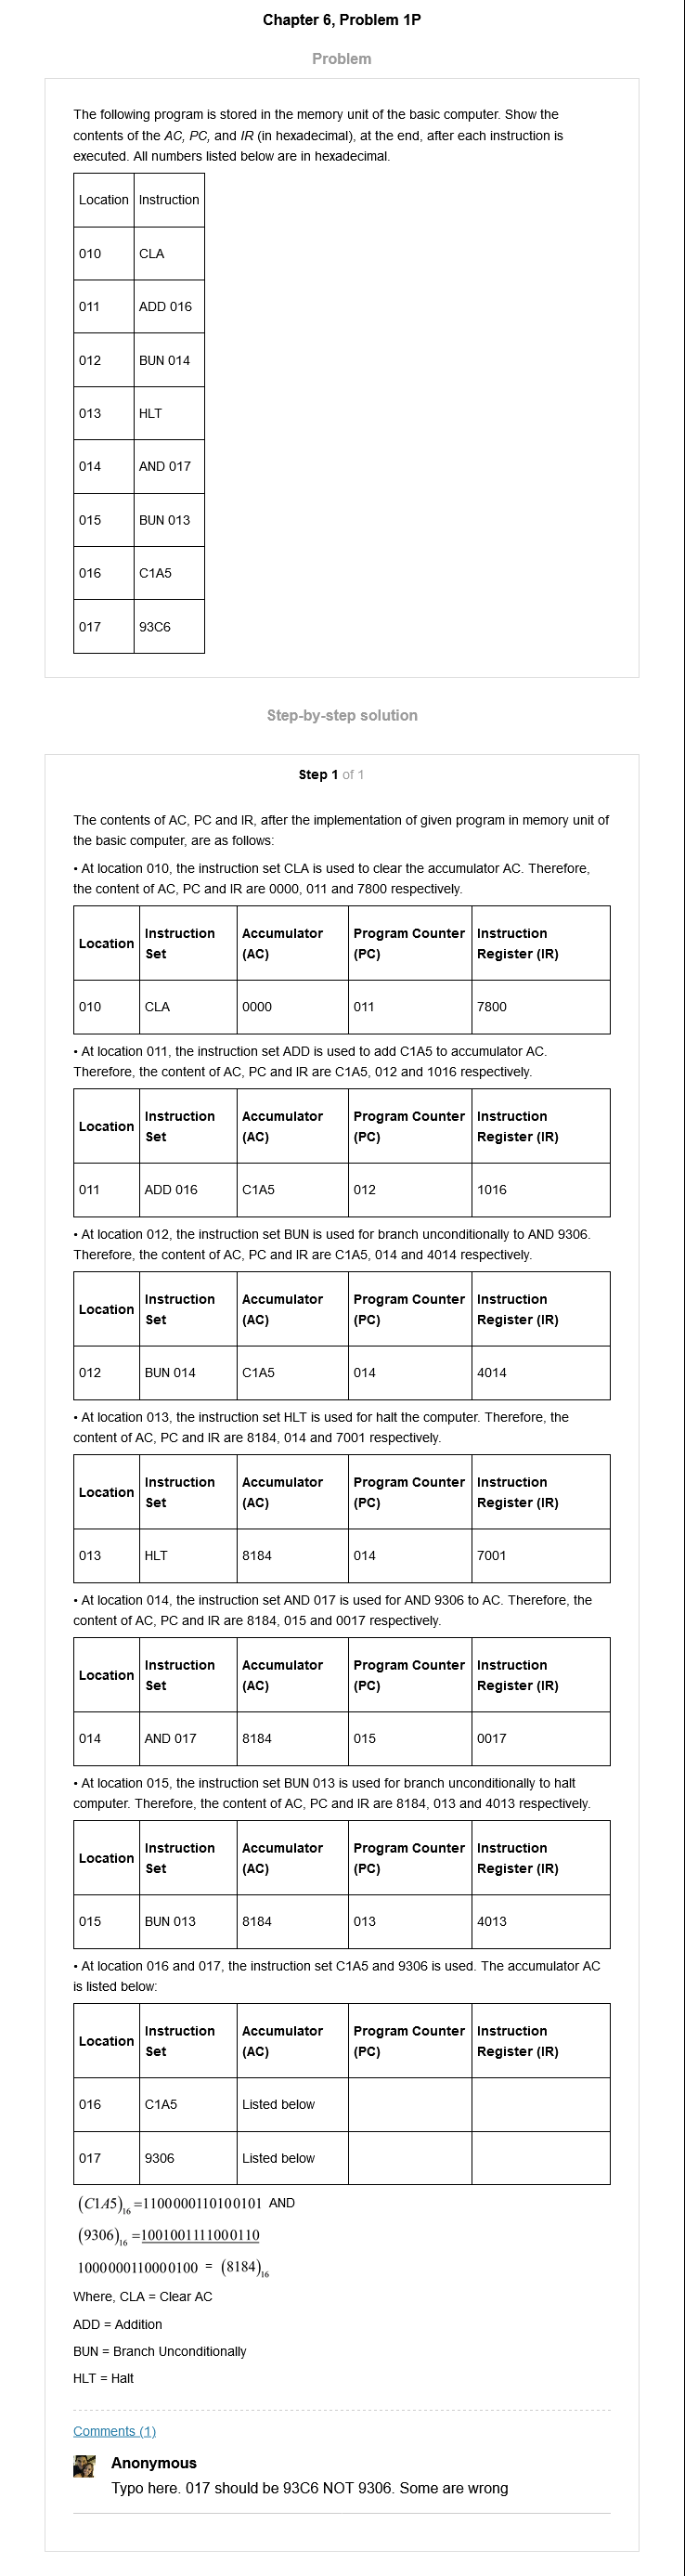 Chapter 6, Problem 1P
Problem
The following program is stored in the memory unit of the basic computer. Show the
contents of the AC, PC, and IR (in hexadecimal), at the end, after each instruction is
executed. All numbers listed below are in hexadecimal.
Location Instruction
010 CLA
011 ADD 016
012 BUN 014
013 HLT
014 AND 017
015 BUN 013
016 C1A5
017 93C6
Step-by-step solution
Step 1 of 1
The contents of AC, PC and IR, after the implementation of given program in memory unit of
the basic computer, are as follows:
• At location 010, the instruction set CLA is used to clear the accumulator AC. Therefore,
the content of AC, PC and IR are 0000, 011 and 7800 respectively.
Location Instruction Set Accumulator (AC) Program Counter (PC) Instruction Register (IR)
010 CLA 0000 011 7800
• At location 011, the instruction set ADD is used to add C1A5 to accumulator AC.
Therefore, the content of AC, PC and IR are C1A5, 012 and 1016 respectively.
Location Instruction Set Accumulator (AC) Program Counter (PC) Instruction Register (IR)
011 ADD 016 C1A5 012 1016
• At location 012, the instruction set BUN is used for branch unconditionally to AND 9306.
Therefore, the content of AC, PC and IR are C1A5, 014 and 4014 respectively.
Location Instruction Set Accumulator (AC) Program Counter (PC) Instruction Register (IR)
012 BUN 014 C1A5 014 4014
• At location 013, the instruction set HLT is used for halt the computer. Therefore, the
content of AC, PC and IR are 8184, 014 and 7001 respectively.
Location Instruction Set Accumulator (AC) Program Counter (PC) Instruction Register (IR)
013 HLT 8184 014 7001
• At location 014, the instruction set AND 017 is used for AND 9306 to AC. Therefore, the
content of AC, PC and IR are 8184, 015 and 0017 respectively.
Location Instruction Set Accumulator (AC) Program Counter (PC) Instruction Register (IR)
014 AND 017 8184 015 0017
• At location 015, the instruction set BUN 013 is used for branch unconditionally to halt
computer. Therefore, the content of AC, PC and IR are 8184, 013 and 4013 respectively.
Location Instruction Set Accumulator (AC) Program Counter (PC) Instruction Register (IR)
015 BUN 013 8184 013 4013
• At location 016 and 017, the instruction set C1A5 and 9306 is used. The accumulator AC
is listed below:
Location Instruction Set Accumulator (AC) Program Counter (PC) Instruction Register (IR)
016 C1A5 Listed below
017 9306 Listed below
(C1A5)16 =1100000110100101 AND
(9306)16 =1001001111000110
1000000110000100 = (8184)16
Where, CLA = Clear AC
ADD = Addition
BUN = Branch Unconditionally
HLT = Halt
Comments (1)
Anonymous
Typo here. 017 should be 93C6 NOT 9306. Some are wrong